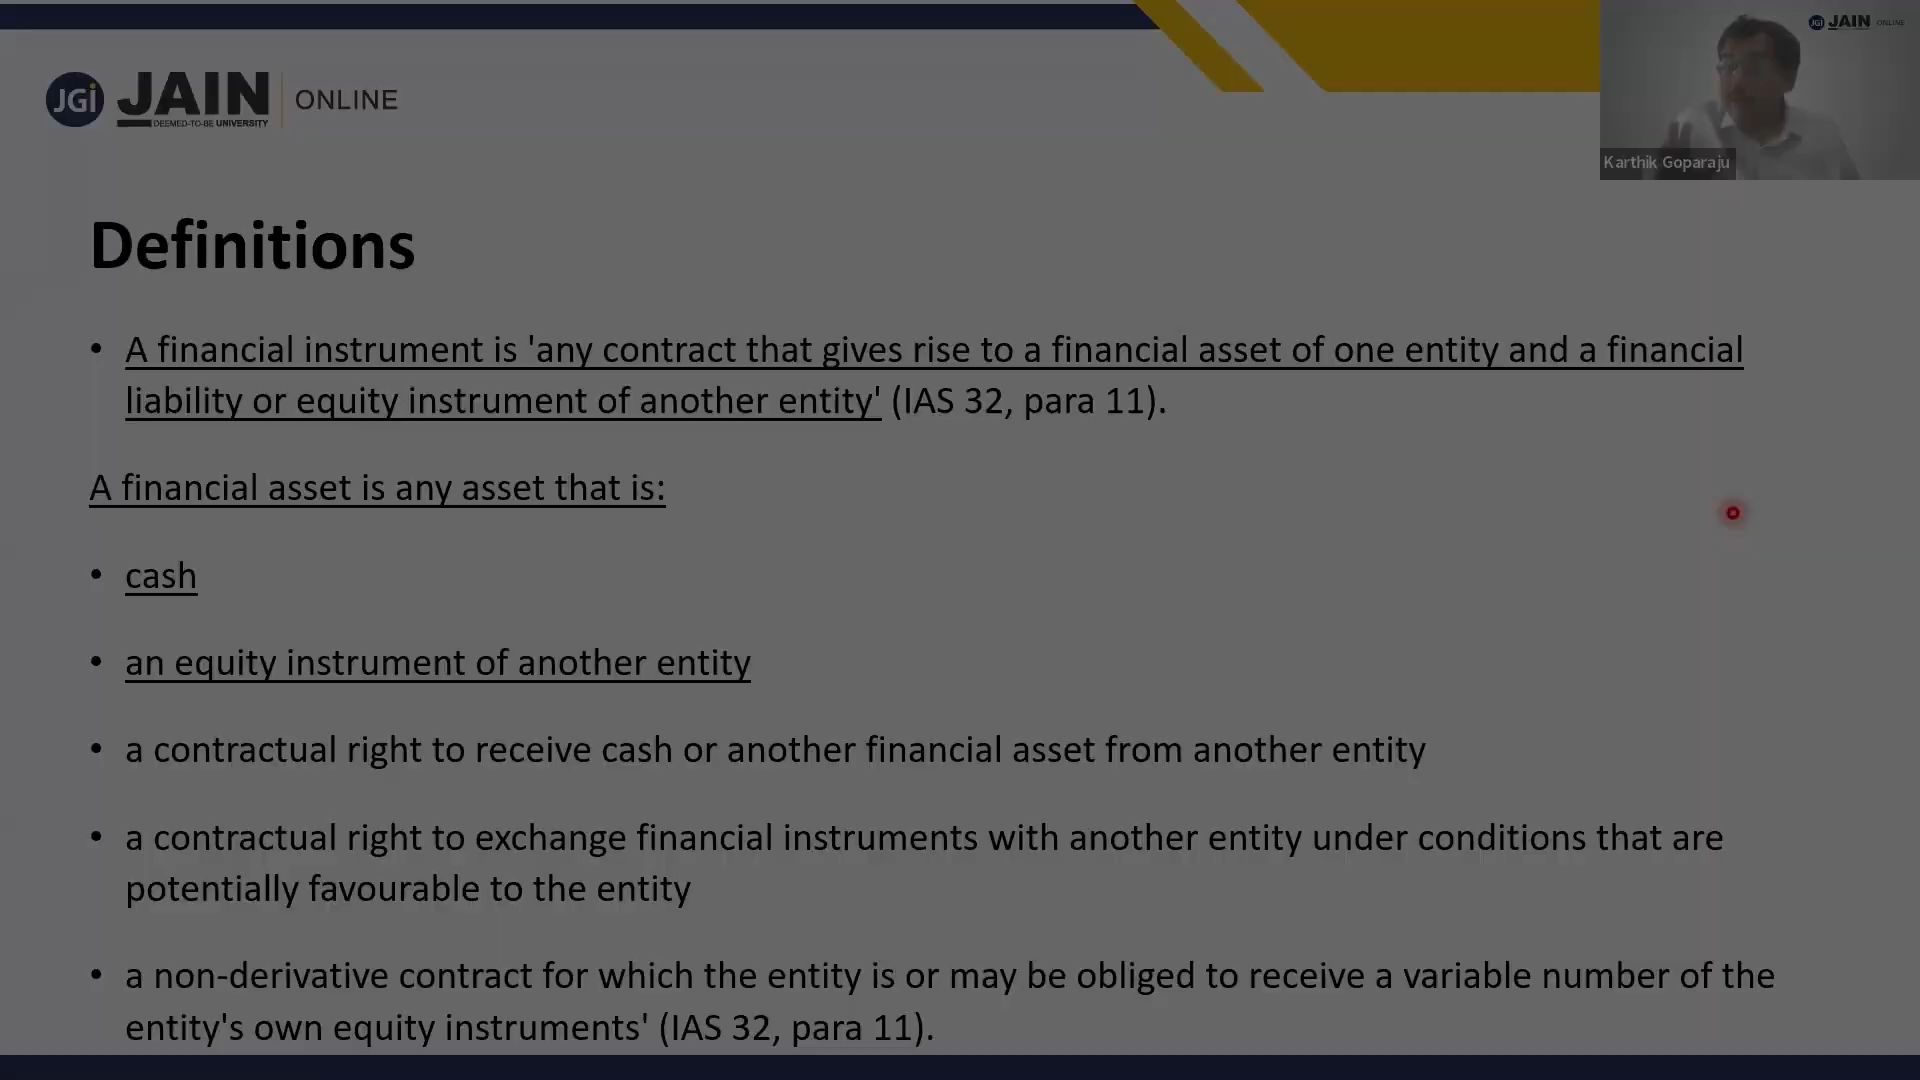 JGi JAIN ONLINE
Karthik Goparaju
JGi JAIN ONLINE
DEEMED-TO-BE UNIVERSITY
Definitions
• A financial instrument is 'any contract that gives rise to a financial asset of one entity and a financial
liability or equity instrument of another entity' (IAS 32, para 11).
A financial asset is any asset that is:
• cash
• an equity instrument of another entity
• a contractual right to receive cash or another financial asset from another entity
• a contractual right to exchange financial instruments with another entity under conditions that are
potentially favourable to the entity
• a non-derivative contract for which the entity is or may be obliged to receive a variable number of the
entity's own equity instruments' (IAS 32, para 11).